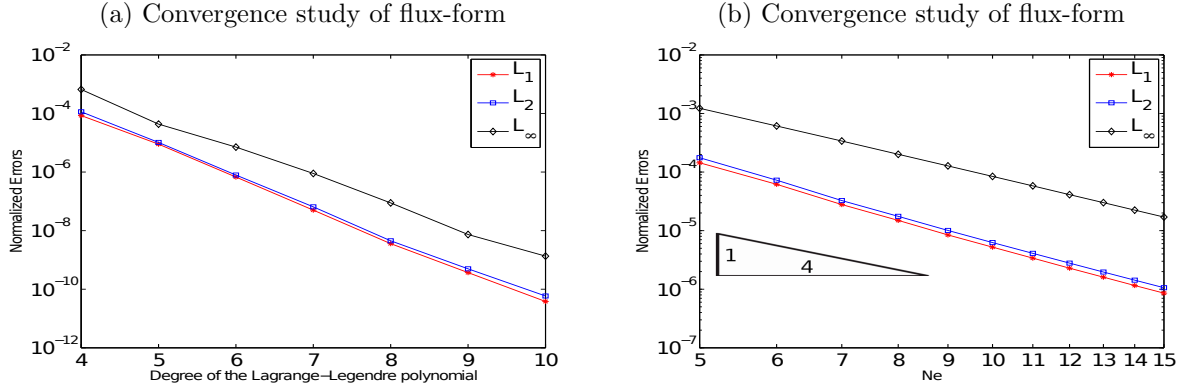 (a) Convergence study of flux-form
10⁻²
10⁻⁴
10⁻⁶
10⁻⁸
10⁻¹⁰
10⁻¹²
Normalized Errors
L₁
L₂
L∞
4 5 6 7 8 9 10
Degree of the Lagrange−Legendre polynomial
(b) Convergence study of flux-form
10⁻²
10⁻³
10⁻⁴
10⁻⁵
10⁻⁶
10⁻⁷
Normalized Errors
L₁
L₂
L∞
1
4
5 6 7 8 9 10 11 12 13 14 15
Ne